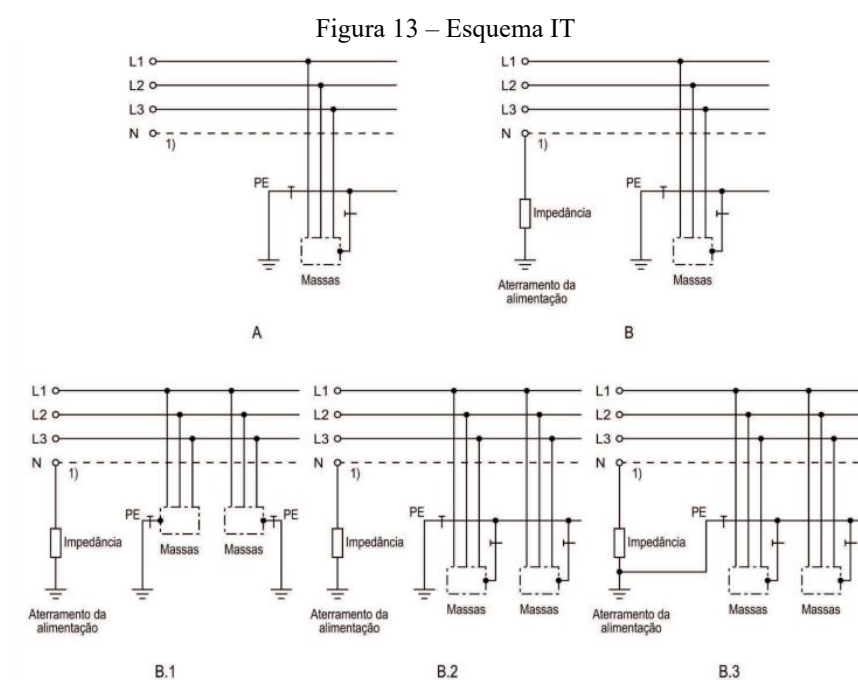 Figura 13 – Esquema IT
L1
L2
L3
N
1)
PE
Massas
A
L1
L2
L3
N
1)
PE
Impedância
Massas
Aterramento da
alimentação
B
L1
L2
L3
N
1)
PE
PE
Impedância
Massas
Massas
Aterramento da
alimentação
B.1
L1
L2
L3
N
1)
PE
Impedância
Massas
Massas
Aterramento da
alimentação
B.2
L1
L2
L3
N
1)
PE
Impedância
Massas
Massas
Aterramento da
alimentação
B.3